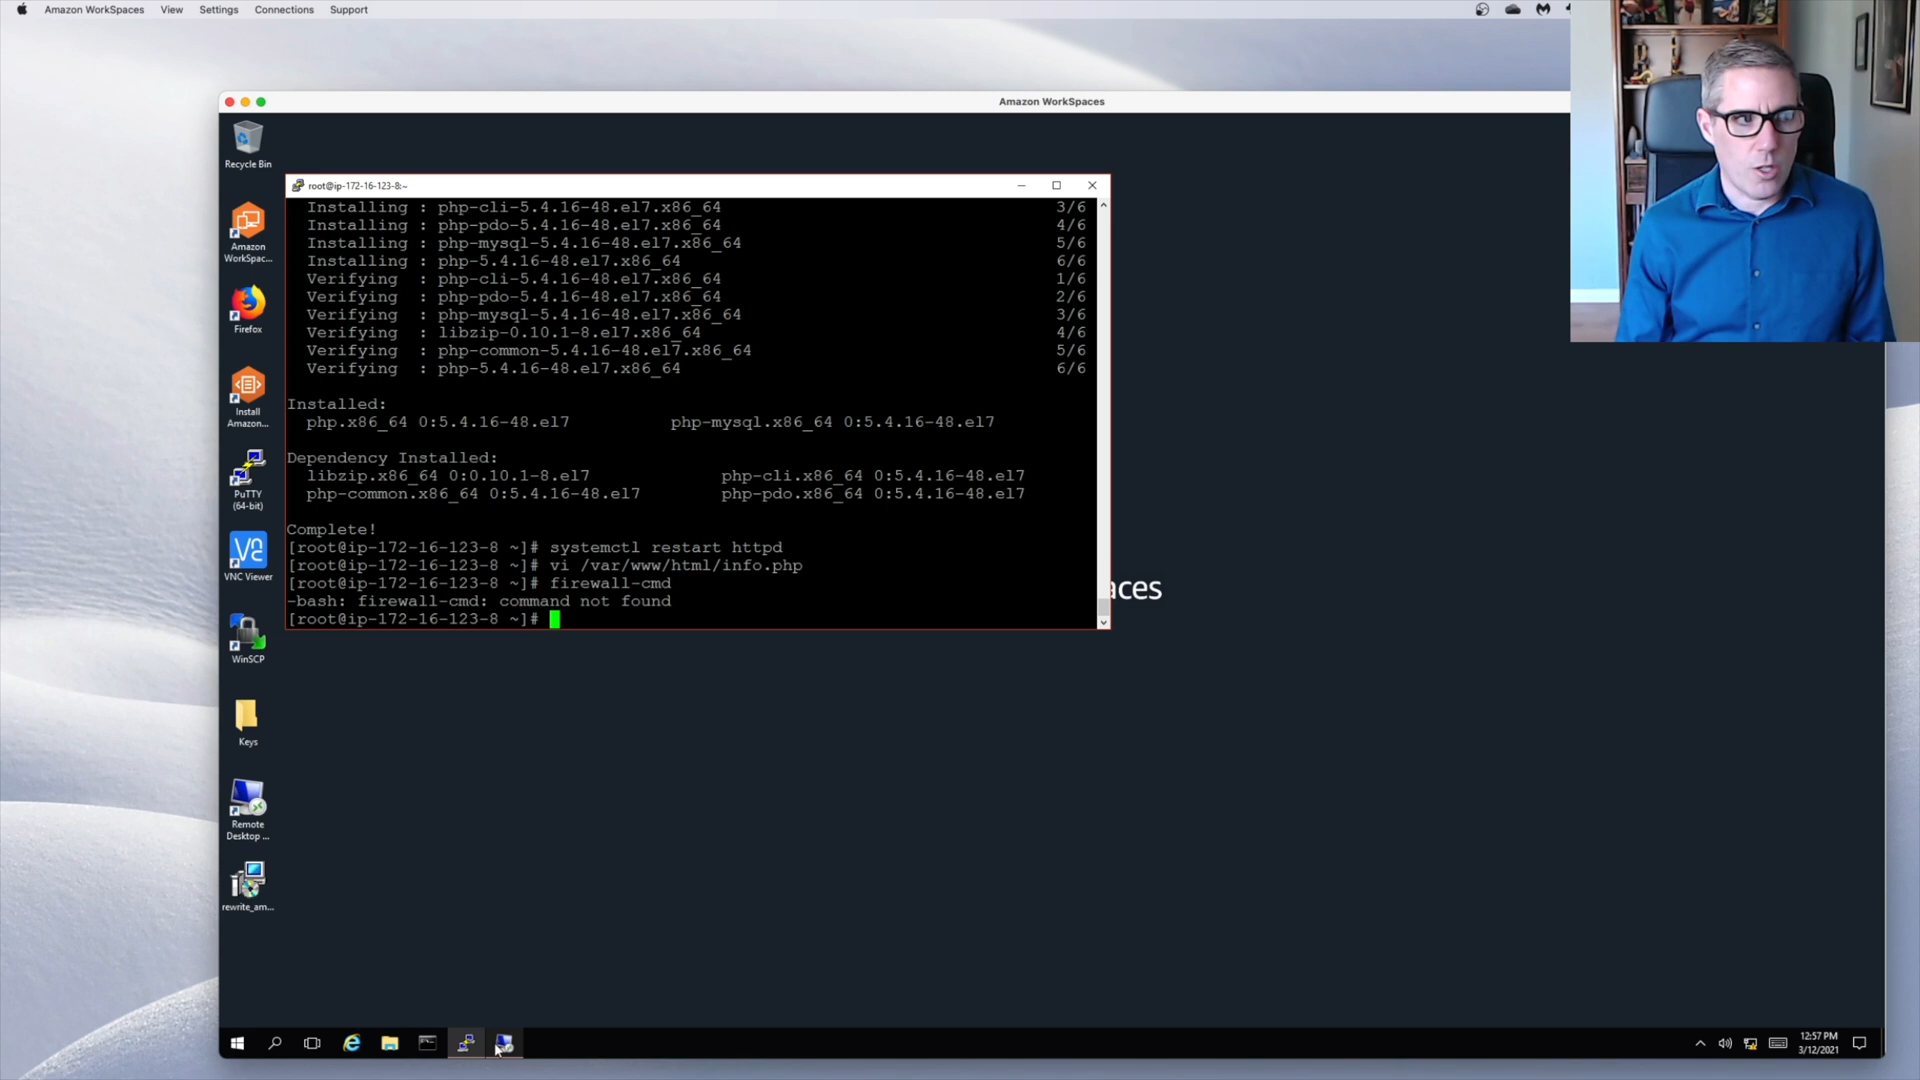 Amazon WorkSpaces View Settings Connections Support
Amazon WorkSpaces
Recycle Bin
Amazon
WorkSpac...
Firefox
Install
Amazon...
PuTTY
(64-bit)
VNC Viewer
WinSCP
Keys
Remote
Desktop ...
rewrite_am...
root@ip-172-16-123-8:~
Installing : php-cli-5.4.16-48.el7.x86_64 3/6
Installing : php-pdo-5.4.16-48.el7.x86_64 4/6
Installing : php-mysql-5.4.16-48.el7.x86_64 5/6
Installing : php-5.4.16-48.el7.x86_64 6/6
Verifying : php-cli-5.4.16-48.el7.x86_64 1/6
Verifying : php-pdo-5.4.16-48.el7.x86_64 2/6
Verifying : php-mysql-5.4.16-48.el7.x86_64 3/6
Verifying : libzip-0.10.1-8.el7.x86_64 4/6
Verifying : php-common-5.4.16-48.el7.x86_64 5/6
Verifying : php-5.4.16-48.el7.x86_64 6/6
Installed:
php.x86_64 0:5.4.16-48.el7 php-mysql.x86_64 0:5.4.16-48.el7
Dependency Installed:
libzip.x86_64 0:0.10.1-8.el7 php-cli.x86_64 0:5.4.16-48.el7
php-common.x86_64 0:5.4.16-48.el7 php-pdo.x86_64 0:5.4.16-48.el7
Complete!
[root@ip-172-16-123-8 ~]# systemctl restart httpd
[root@ip-172-16-123-8 ~]# vi /var/www/html/info.php
[root@ip-172-16-123-8 ~]# firewall-cmd
-bash: firewall-cmd: command not found
[root@ip-172-16-123-8 ~]#
aces
12:57 PM
3/12/2021